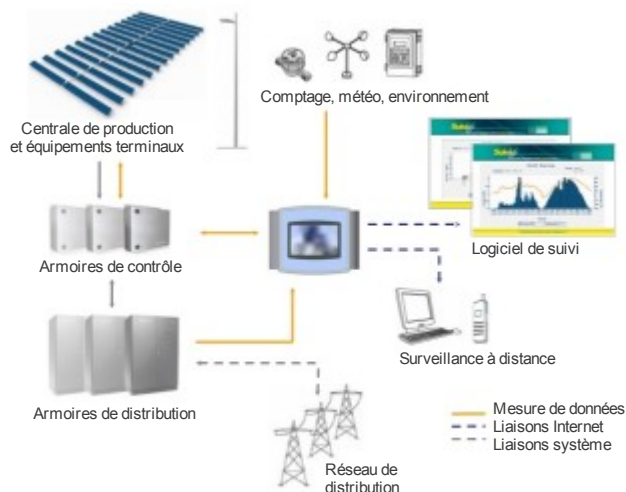 Comptage, météo, environnement
Centrale de production
et équipements terminaux
Armoires de contrôle
Logiciel de suivi
Surveillance à distance
Armoires de distribution
Réseau de
distribution
Mesure de données
Liaisons Internet
Liaisons système